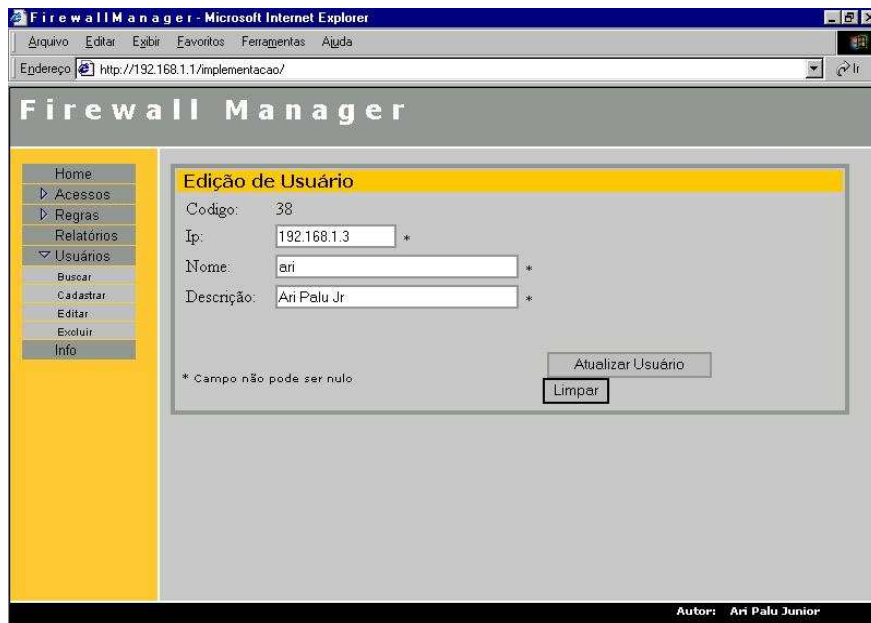 F i r e w a l l M a n a g e r - Microsoft Internet Explorer
Arquivo Editar Exibir Favoritos Ferramentas Ajuda
Endereço http://192.168.1.1/implementacao/ Ir
Firewall Manager
Home
Acessos
Regras
Relatórios
Usuários
Buscar
Cadastrar
Editar
Excluir
Info
Edição de Usuário
Codigo: 38
Ip: 192.168.1.3 *
Nome: ari *
Descrição: Ari Palu Jr *
Atualizar Usuário
* Campo não pode ser nulo
Limpar
Autor: Ari Palu Junior